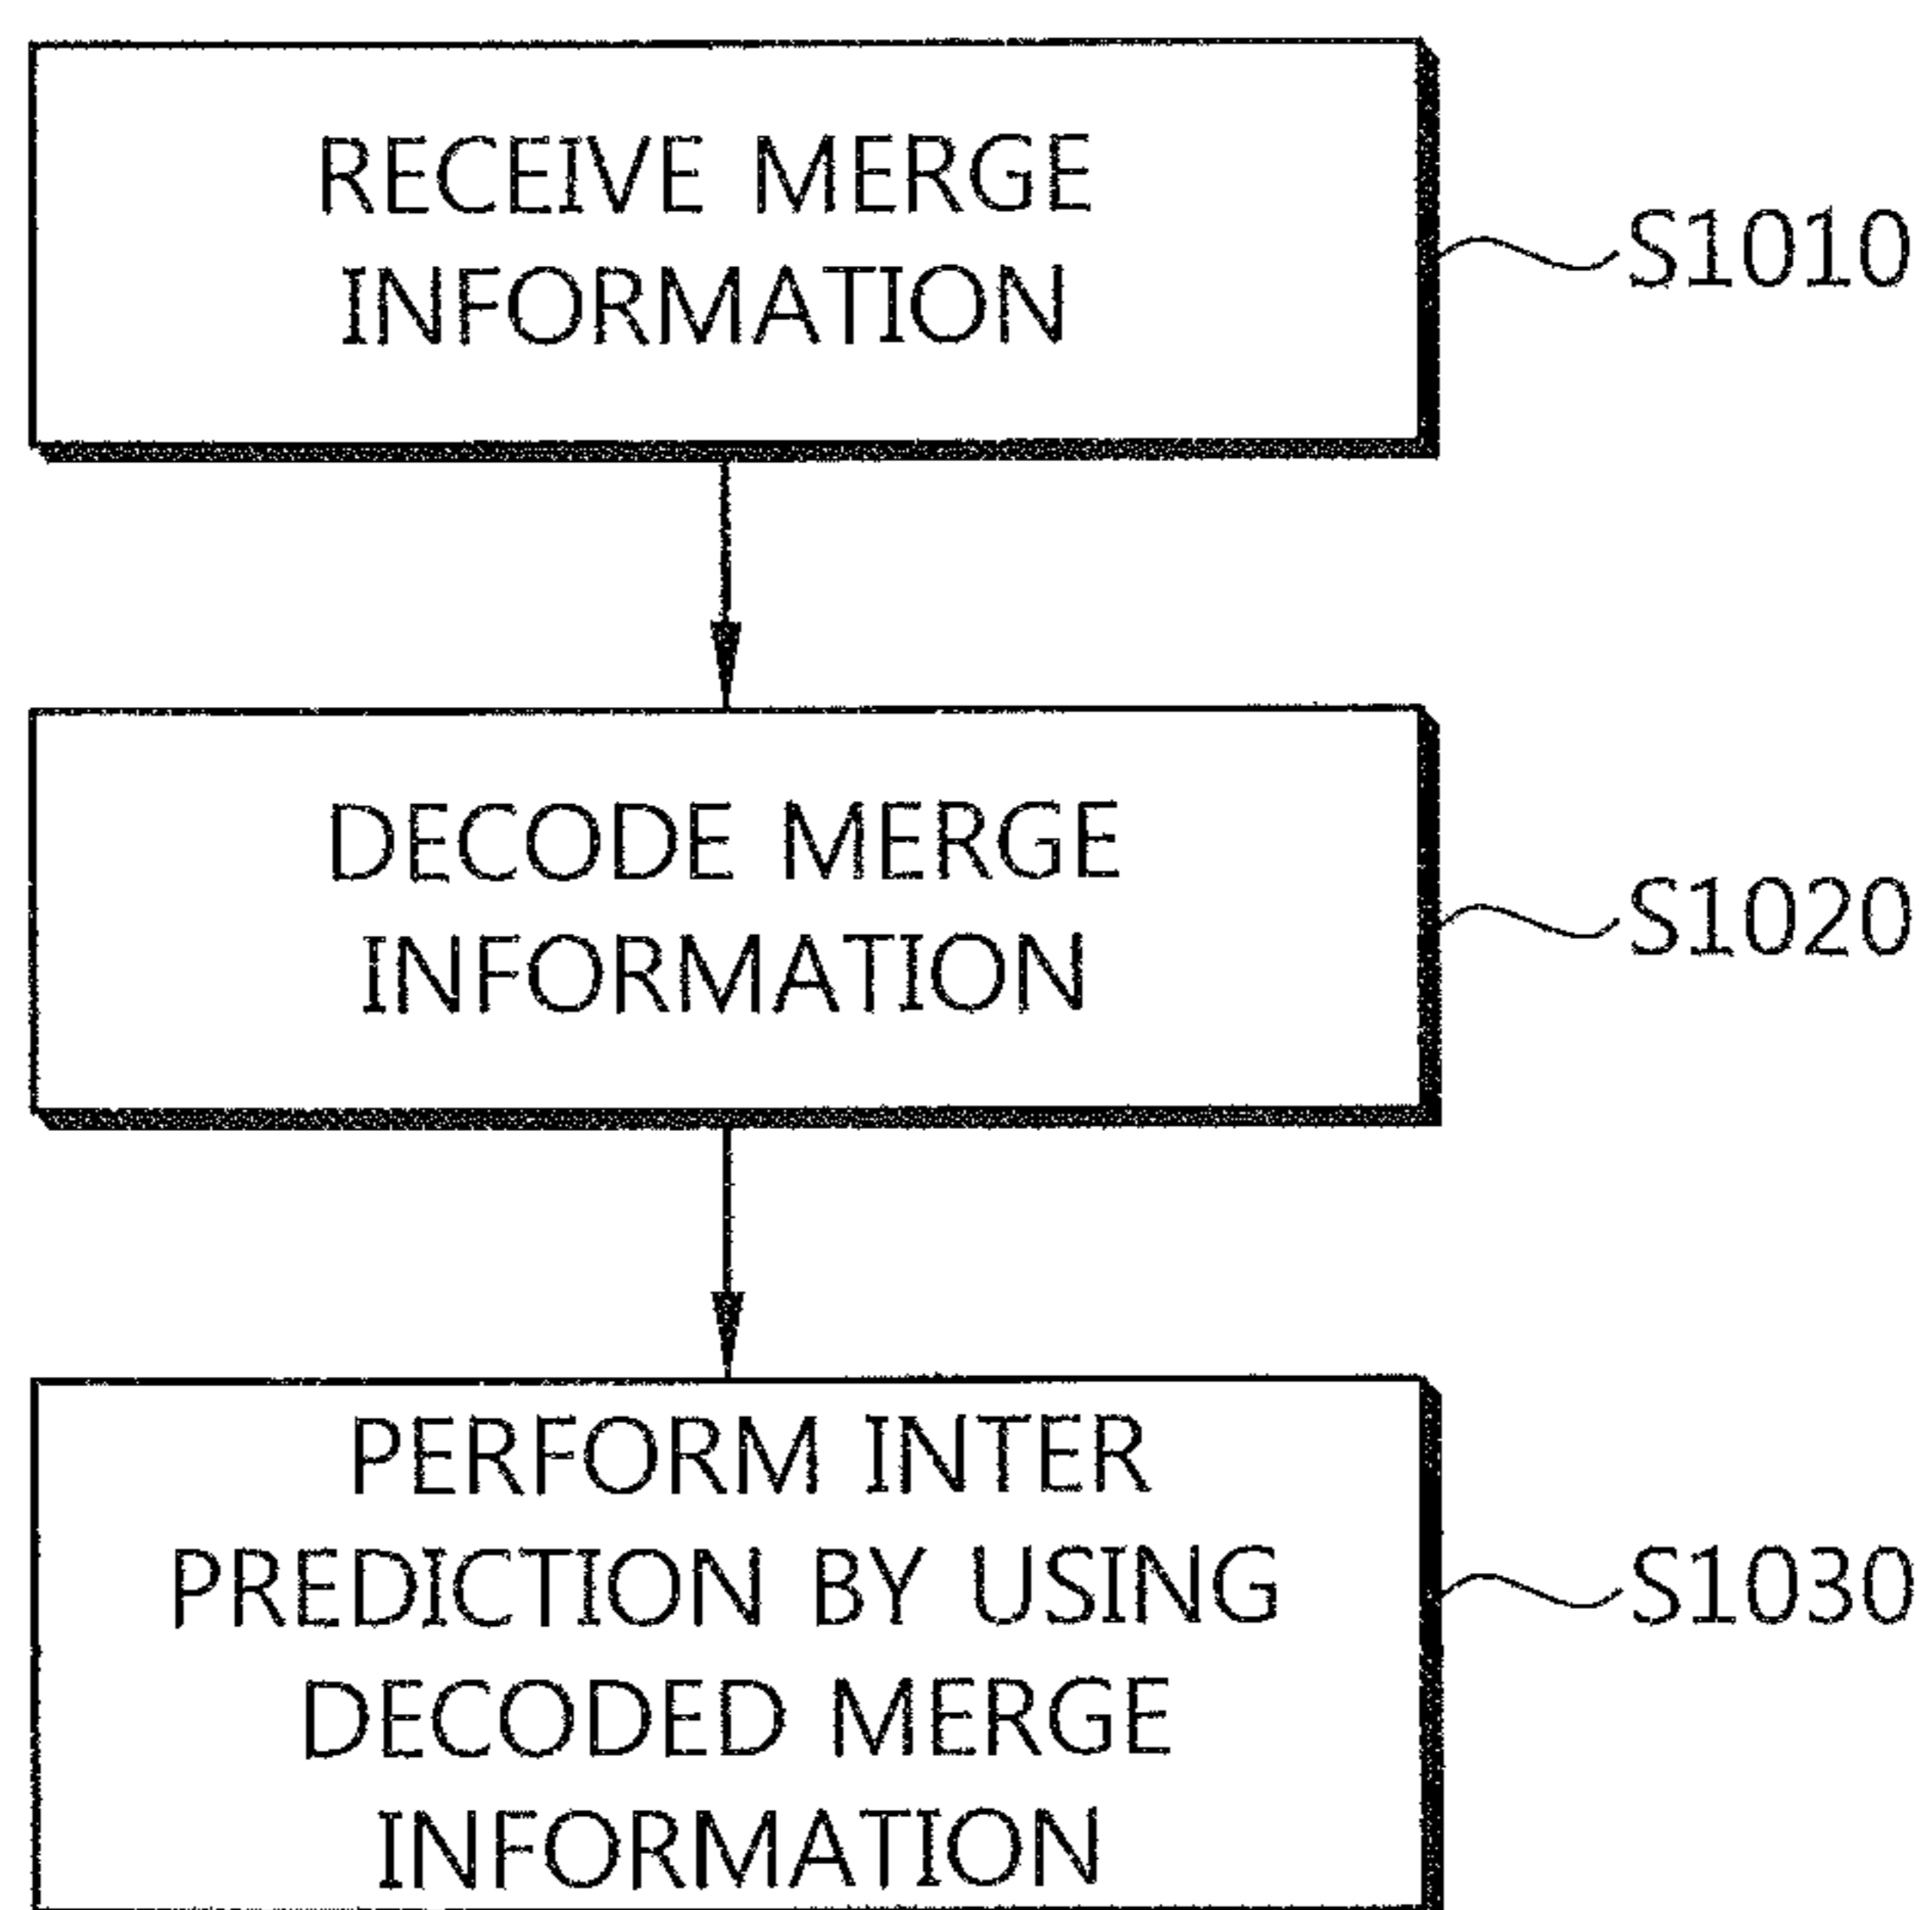 RECEIVE MERGE
INFORMATION
S1010
DECODE MERGE
INFORMATION
S1020
PERFORM INTER
PREDICTION BY USING
DECODED MERGE
INFORMATION
S1030